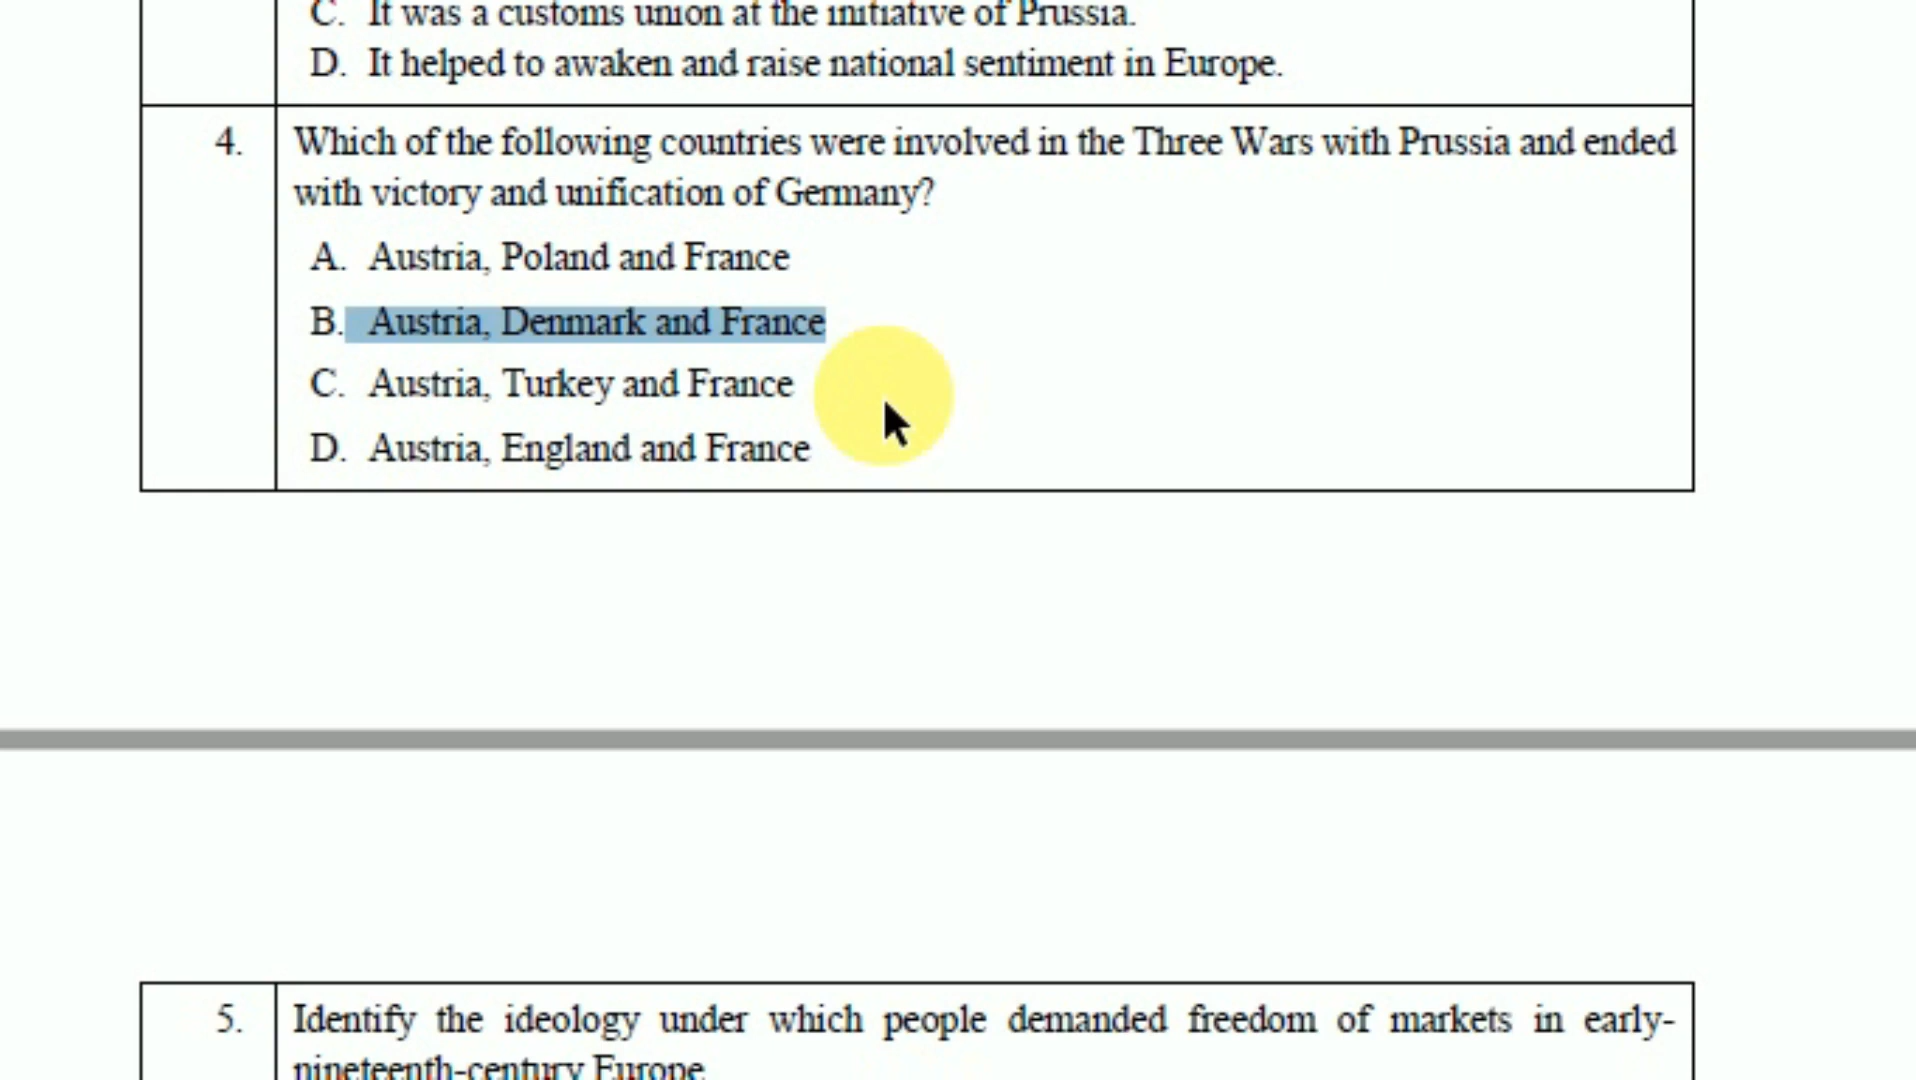 C. It was a customs union at the initiative of Prussia.
D. It helped to awaken and raise national sentiment in Europe.
4. Which of the following countries were involved in the Three Wars with Prussia and ended
with victory and unification of Germany?
A. Austria, Poland and France
B. Austria, Denmark and France
C. Austria, Turkey and France
D. Austria, England and France
5. Identify the ideology under which people demanded freedom of markets in early-
nineteenth-century Europe